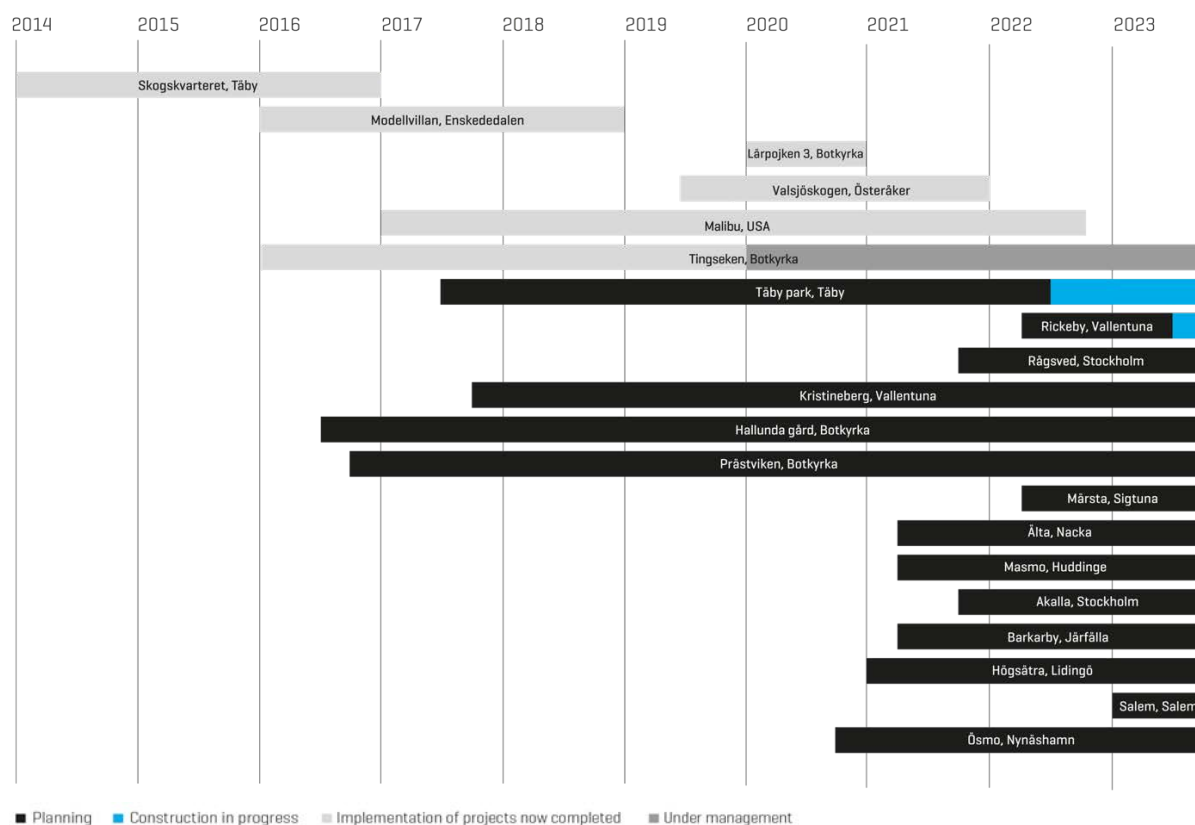 2014 2015 2016 2017 2018 2019 2020 2021 2022 2023
Skogskvarteret, Täby
Modellvillan, Enskededalen
Lärpojken 3, Botkyrka
Valsjöskogen, Österåker
Malibu, USA
Tingseken, Botkyrka
Täby park, Täby
Rickeby, Vallentuna
Rågsved, Stockholm
Kristineberg, Vallentuna
Hallunda gård, Botkyrka
Prästviken, Botkyrka
Märsta, Sigtuna
Älta, Nacka
Masmo, Huddinge
Akalla, Stockholm
Barkarby, Järfälla
Högsätra, Lidingö
Salem, Salem
Ösmo, Nynäshamn
Planning Construction in progress Implementation of projects now completed Under management